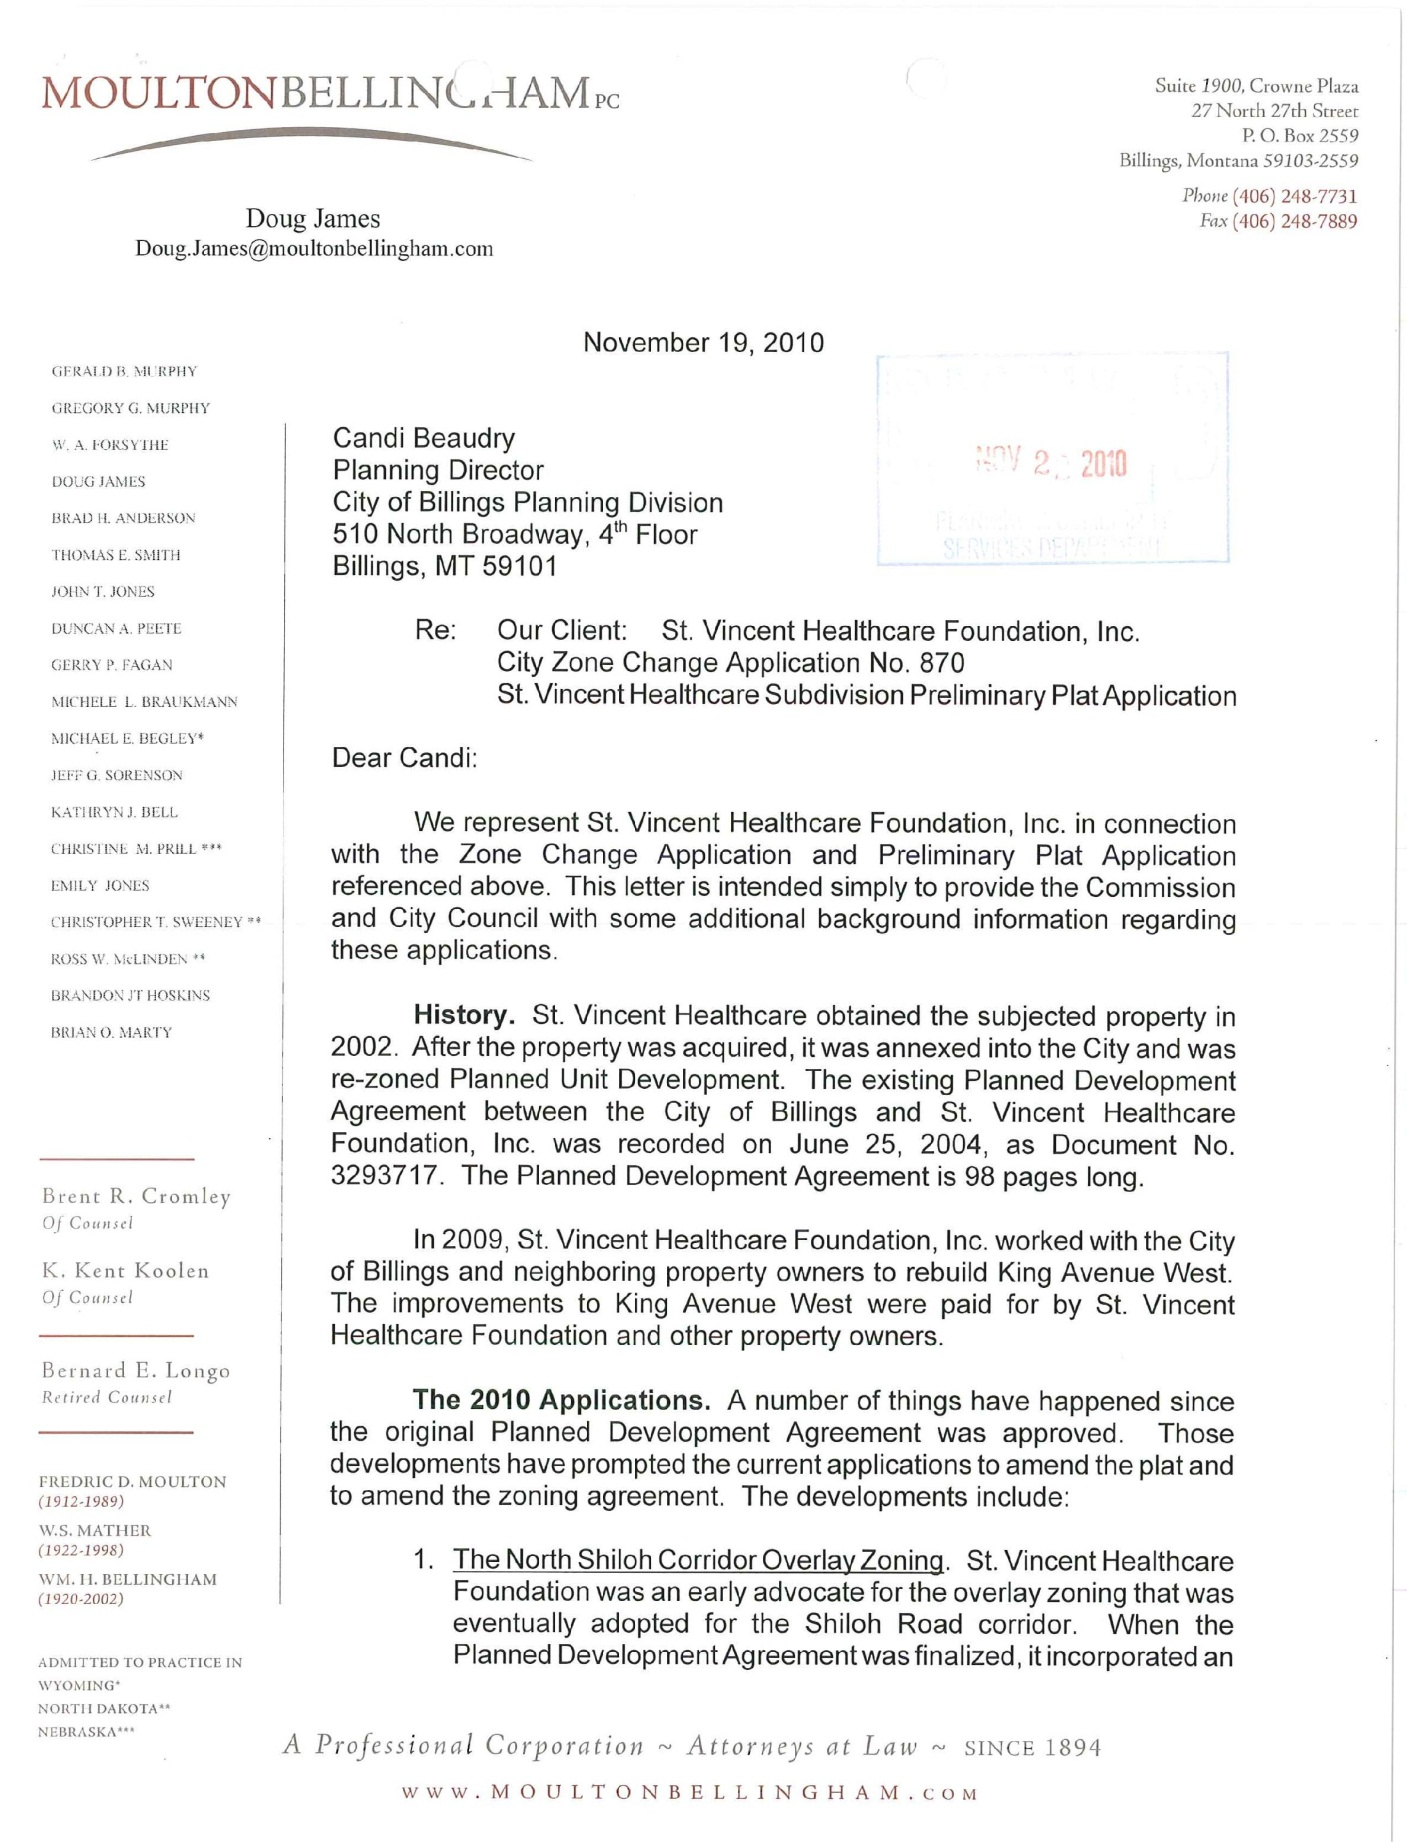 MOULTONBELLINGHAM PC
Suite 1900, Crowne Plaza
27 North 27th Street
P. O. Box 2559
Billings, Montana 59103-2559
Phone (406) 248-7731
Fax (406) 248-7889
Doug James
Doug.James@moultonbellingham.com
November 19, 2010
NOV 2 2010
SERVICES
GERALD B. MURPHY
GREGORY G. MURPHY
W. A. FORSYTHE
DOUG JAMES
BRAD H. ANDERSON
THOMAS E. SMITH
JOHN T. JONES
DUNCAN A. PEETE
GERRY P. FAGAN
MICHELE L. BRAUKMANN
MICHAEL E. BEGLEY*
JEFF G. SORENSON
KATHRYN J. BELL
CHRISTINE M. PRILL ***
EMILY JONES
CHRISTOPHER T. SWEENEY **
ROSS W. McLINDEN **
BRANDON JT HOSKINS
BRIAN O. MARTY
Brent R. Cromley
Of Counsel
K. Kent Koolen
Of Counsel
Bernard E. Longo
Retired Counsel
FREDRIC D. MOULTON
(1912-1989)
W.S. MATHER
(1922-1998)
WM. H. BELLINGHAM
(1920-2002)
ADMITTED TO PRACTICE IN
WYOMING*
NORTH DAKOTA**
NEBRASKA***
Candi Beaudry
Planning Director
City of Billings Planning Division
510 North Broadway, 4th Floor
Billings, MT 59101
Re: Our Client: St. Vincent Healthcare Foundation, Inc.
City Zone Change Application No. 870
St. Vincent Healthcare Subdivision Preliminary Plat Application
Dear Candi:
We represent St. Vincent Healthcare Foundation, Inc. in connection
with the Zone Change Application and Preliminary Plat Application
referenced above. This letter is intended simply to provide the Commission
and City Council with some additional background information regarding
these applications.
History. St. Vincent Healthcare obtained the subjected property in
2002. After the property was acquired, it was annexed into the City and was
re-zoned Planned Unit Development. The existing Planned Development
Agreement between the City of Billings and St. Vincent Healthcare
Foundation, Inc. was recorded on June 25, 2004, as Document No.
3293717. The Planned Development Agreement is 98 pages long.
In 2009, St. Vincent Healthcare Foundation, Inc. worked with the City
of Billings and neighboring property owners to rebuild King Avenue West.
The improvements to King Avenue West were paid for by St. Vincent
Healthcare Foundation and other property owners.
The 2010 Applications. A number of things have happened since
the original Planned Development Agreement was approved. Those
developments have prompted the current applications to amend the plat and
to amend the zoning agreement. The developments include:
1. The North Shiloh Corridor Overlay Zoning. St. Vincent Healthcare
Foundation was an early advocate for the overlay zoning that was
eventually adopted for the Shiloh Road corridor. When the
Planned Development Agreement was finalized, it incorporated an
A Professional Corporation ~ Attorneys at Law ~ SINCE 1894
www.MOULTONBELLINGHAM.COM